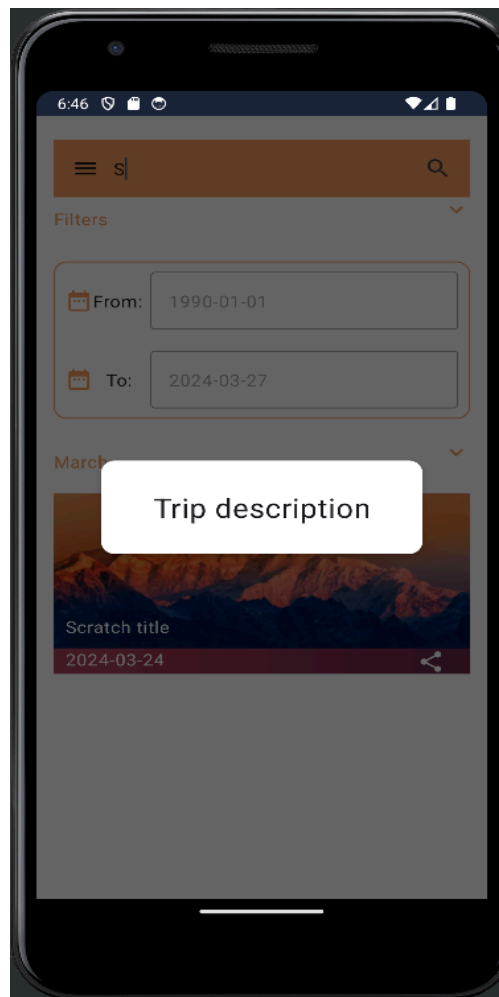 6:46
s
Filters
From:
1990-01-01
To:
2024-03-27
March
Trip description
Scratch title
2024-03-24